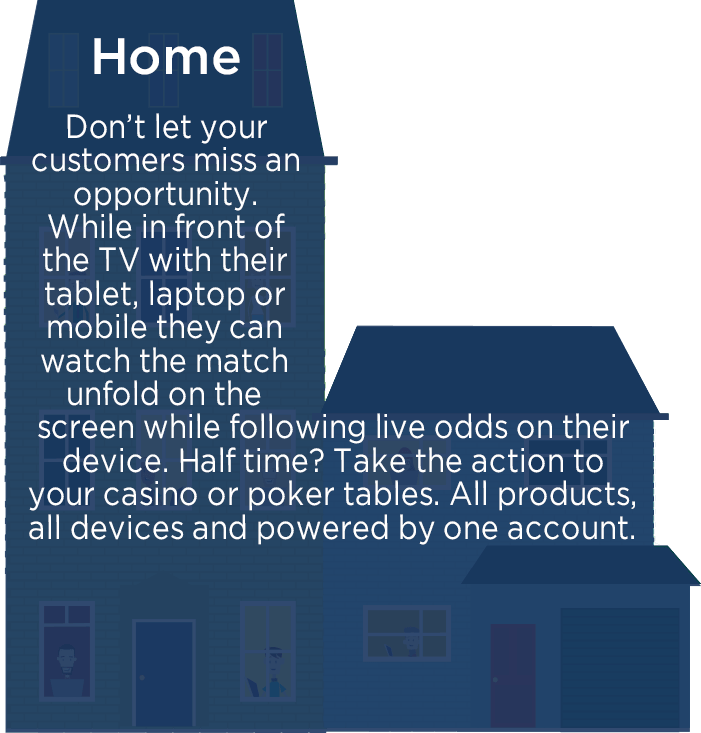 Home
Don’t let your
customers miss an
opportunity.
While in front of
the TV with their
tablet, laptop or
mobile they can
watch the match
unfold on the
screen while following live odds on their
device. Half time? Take the action to
your casino or poker tables. All products,
all devices and powered by one account.